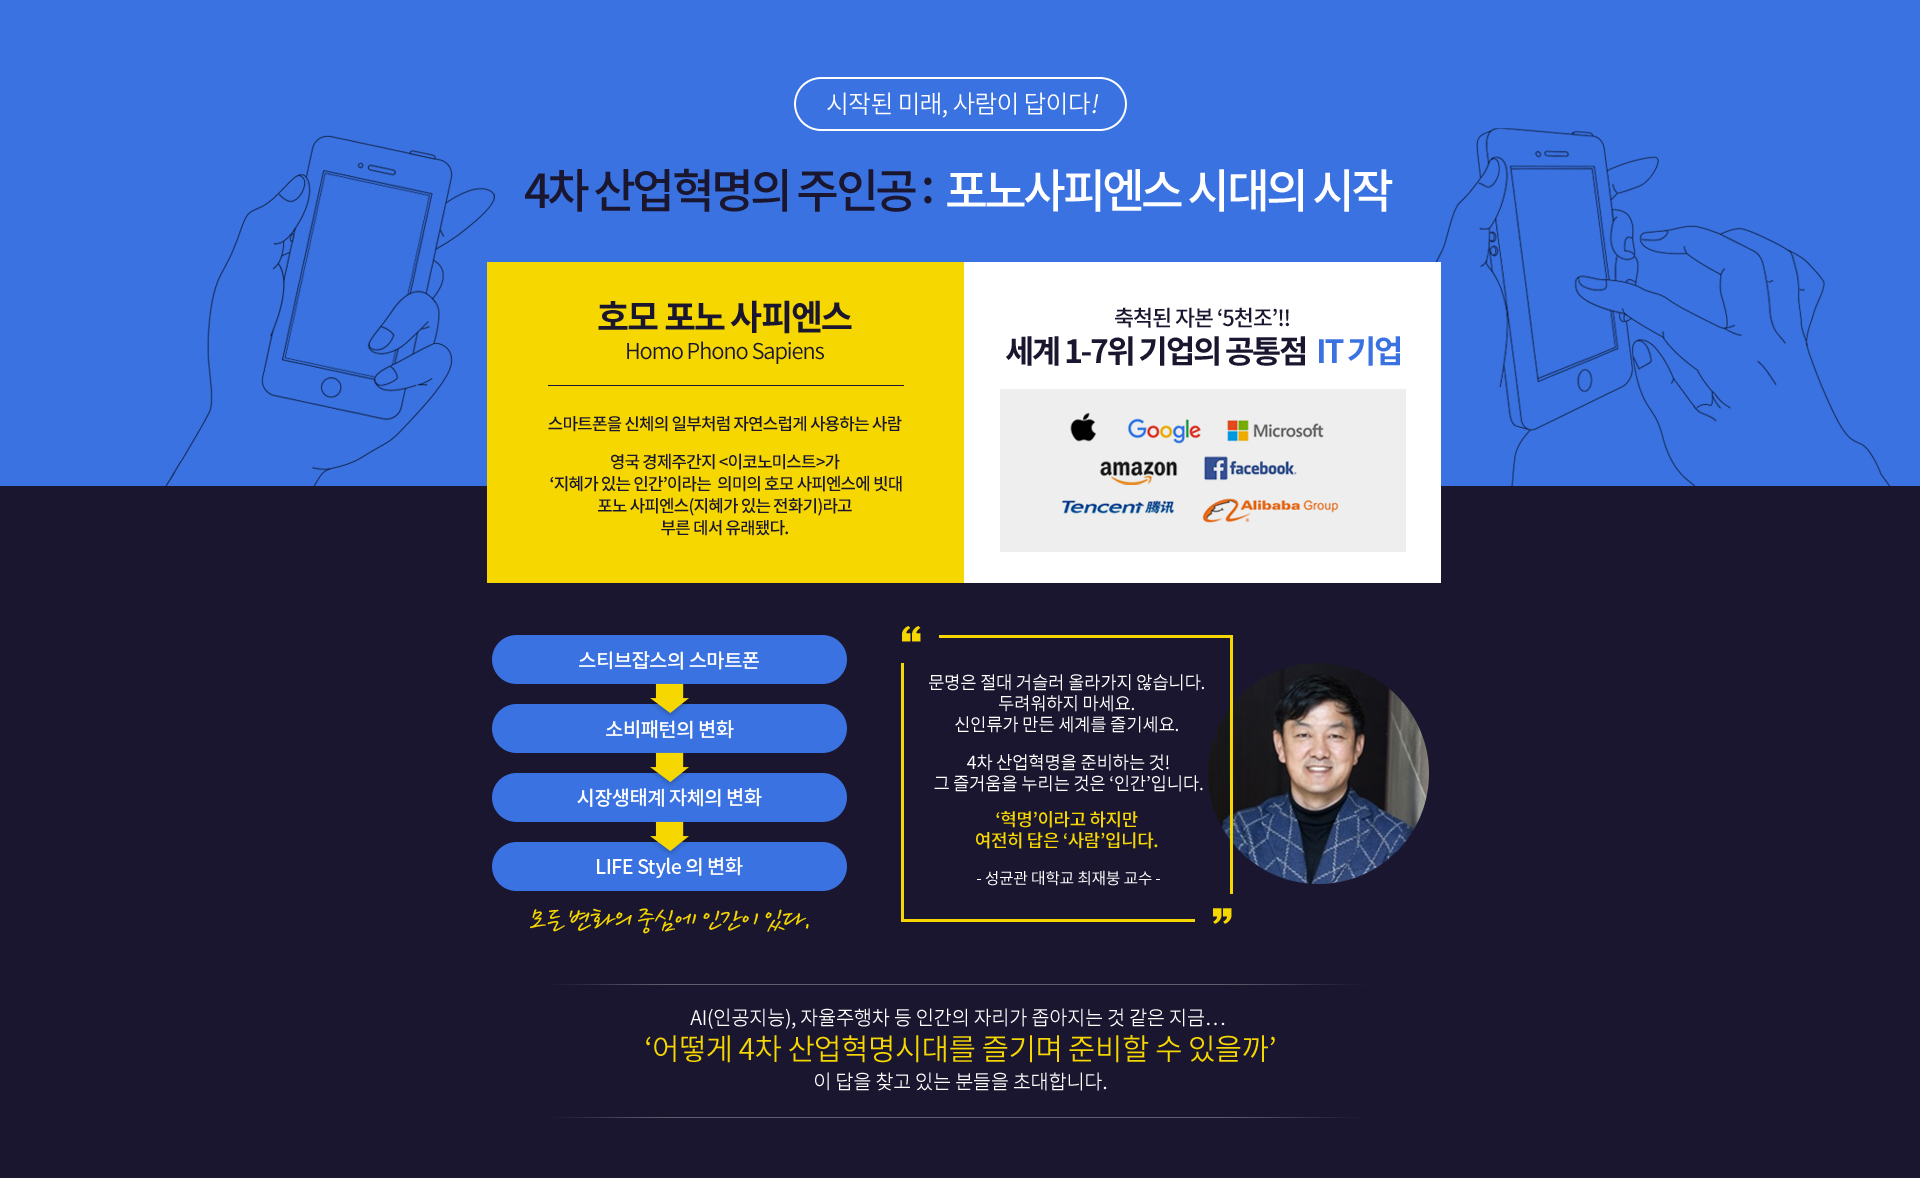 시작된 미래, 사람이 답이다!
4차 산업혁명의 주인공 : 포노사피엔스 시대의 시작
호모 포노 사피엔스
Homo Phono Sapiens
스마트폰을 신체의 일부처럼 자연스럽게 사용하는 사람
영국 경제주간지 <이코노미스트>가
‘지혜가 있는 인간’이라는 의미의 호모 사피엔스에 빗대
포노 사피엔스(지혜가 있는 전화기)라고
부른 데서 유래됐다.
축척된 자본 ‘5천조’!!
세계 1-7위 기업의 공통점 IT 기업
Google Microsoft
amazon facebook
Tencent 腾讯 Alibaba Group
스티브잡스의 스마트폰
소비패턴의 변화
시장생태계 자체의 변화
LIFE Style 의 변화
모든 변화의 중심에 인간이 있다.
❝
문명은 절대 거슬러 올라가지 않습니다.
두려워하지 마세요.
신인류가 만든 세계를 즐기세요.
4차 산업혁명을 준비하는 것!
그 즐거움을 누리는 것은 ‘인간’입니다.
‘혁명’이라고 하지만
여전히 답은 ‘사람’입니다.
- 성균관 대학교 최재붕 교수 -
❞
AI(인공지능), 자율주행차 등 인간의 자리가 좁아지는 것 같은 지금…
‘어떻게 4차 산업혁명시대를 즐기며 준비할 수 있을까’
이 답을 찾고 있는 분들을 초대합니다.